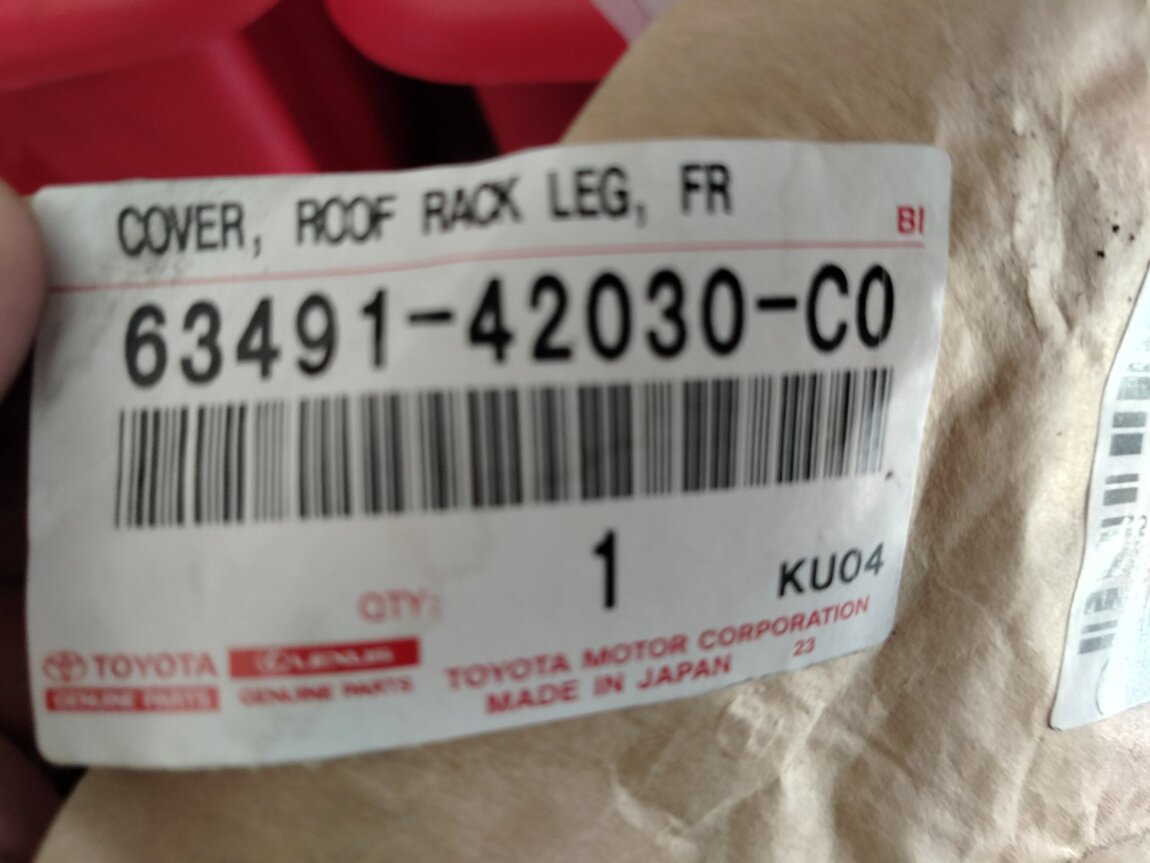 COVER, ROOF RACK LEG, FR
BI
63491-42030-C0
1
KU04
QTY:
TOYOTA
GENUINE PARTS
LEXUS
GENUINE PARTS
TOYOTA MOTOR CORPORATION
MADE IN JAPAN
23